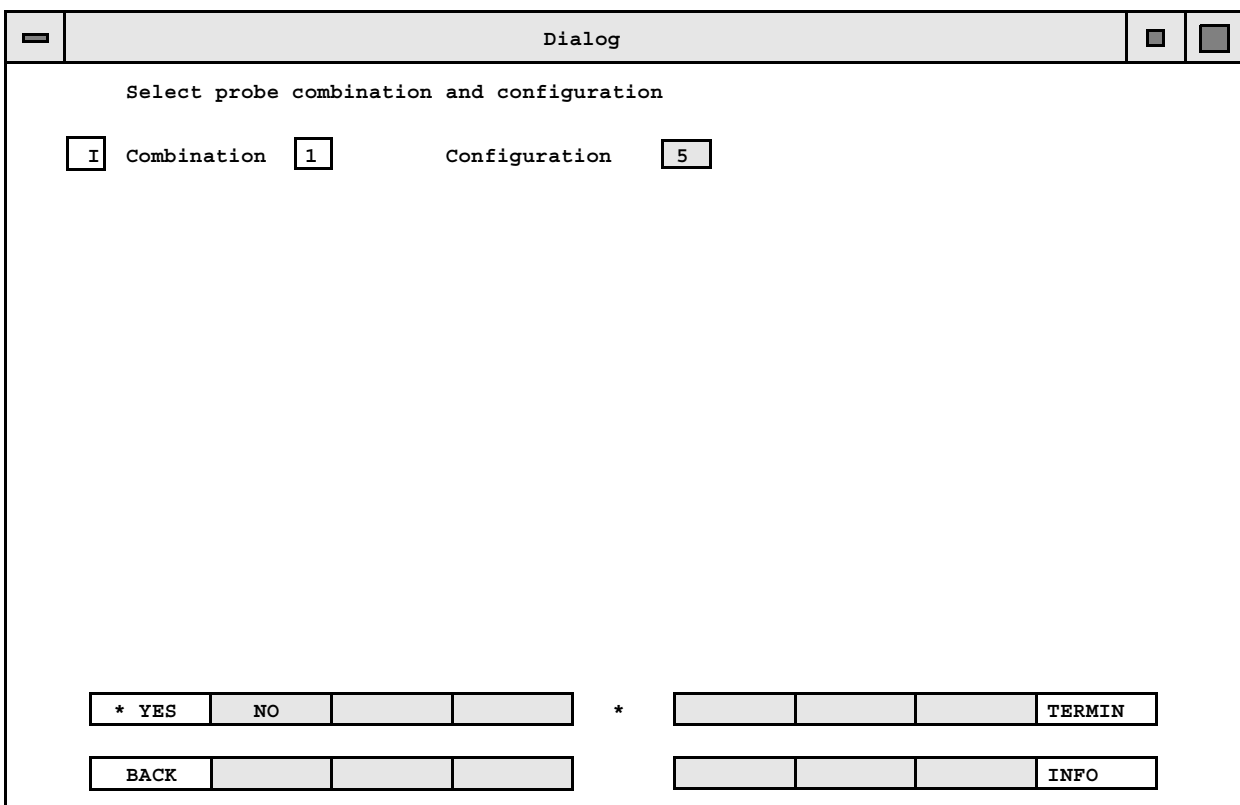 Dialog
Select probe combination and configuration
I Combination 1 Configuration 5
* YES NO * TERMIN
BACK INFO